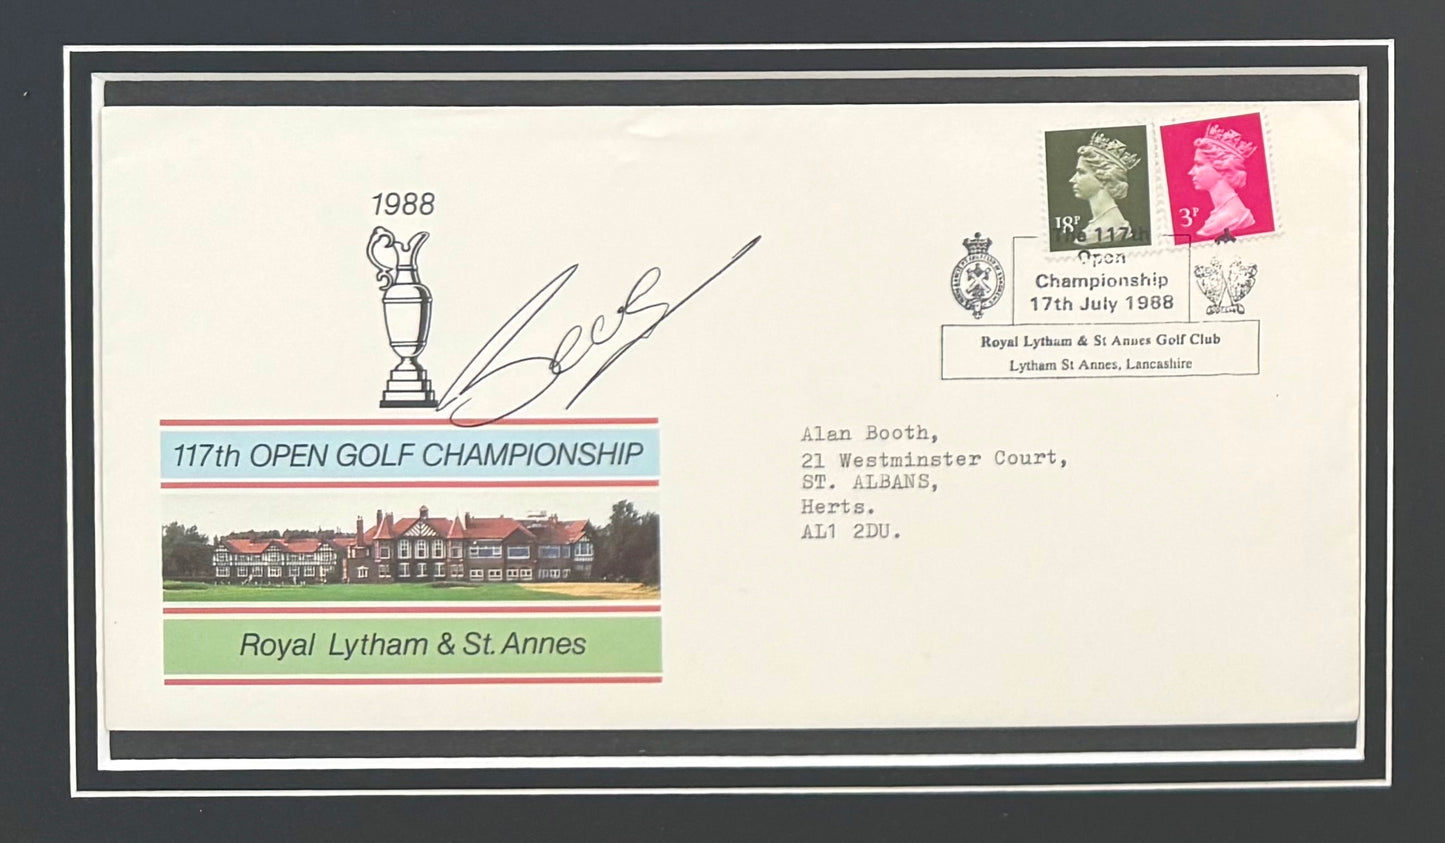 1988
117th OPEN GOLF CHAMPIONSHIP
Royal Lytham & St. Annes
18P
3P
The 117th
Open
Championship
17th July 1988
Royal Lytham & St Annes Golf Club
Lytham St Annes, Lancashire
Alan Booth,
21 Westminster Court,
ST. ALBANS,
Herts.
AL1 2DU.